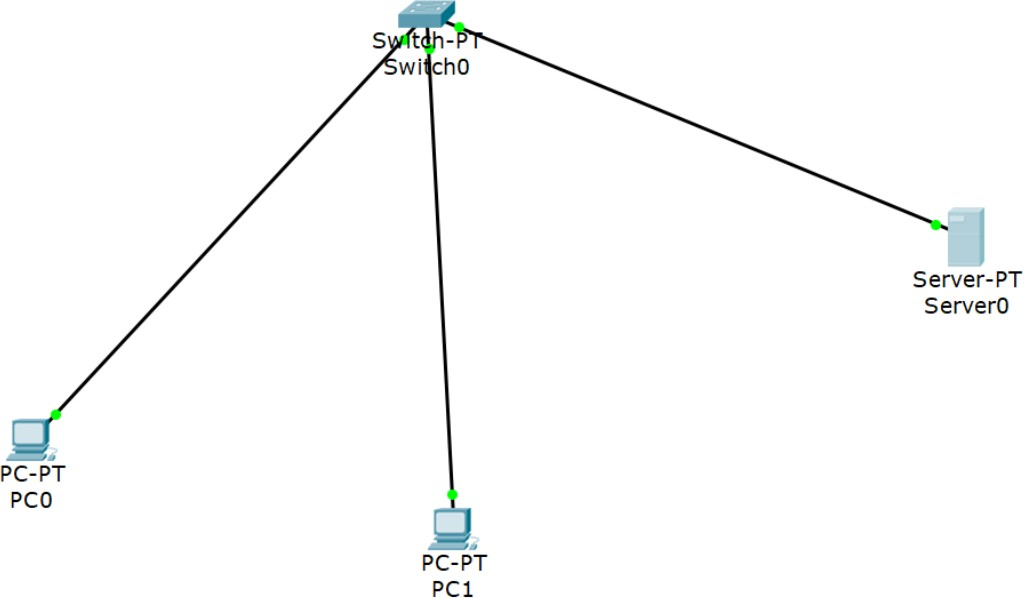 Switch-PT
Switch0
Server-PT
Server0
PC-PT
PC0
PC-PT
PC1